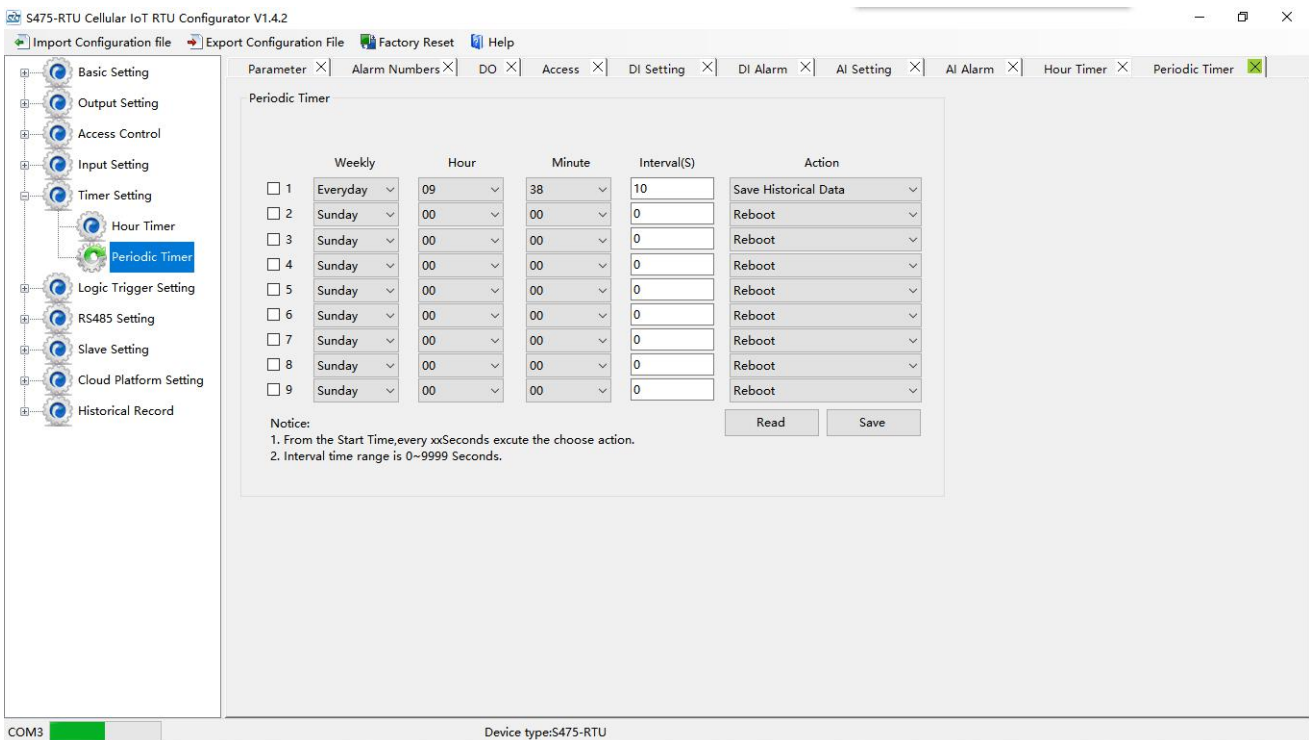 S475-RTU Cellular IoT RTU Configurator V1.4.2
Import Configuration file Export Configuration File Factory Reset Help
Basic Setting
Output Setting
Access Control
Input Setting
Timer Setting
Hour Timer
Periodic Timer
Logic Trigger Setting
RS485 Setting
Slave Setting
Cloud Platform Setting
Historical Record
Parameter Alarm Numbers DO Access DI Setting DI Alarm AI Setting AI Alarm Hour Timer Periodic Timer
Periodic Timer
Weekly Hour Minute Interval(S) Action
1 Everyday 09 38 10 Save Historical Data
2 Sunday 00 00 0 Reboot
3 Sunday 00 00 0 Reboot
4 Sunday 00 00 0 Reboot
5 Sunday 00 00 0 Reboot
6 Sunday 00 00 0 Reboot
7 Sunday 00 00 0 Reboot
8 Sunday 00 00 0 Reboot
9 Sunday 00 00 0 Reboot
Read Save
Notice:
1. From the Start Time,every xxSeconds excute the choose action.
2. Interval time range is 0~9999 Seconds.
COM3 Device type:S475-RTU